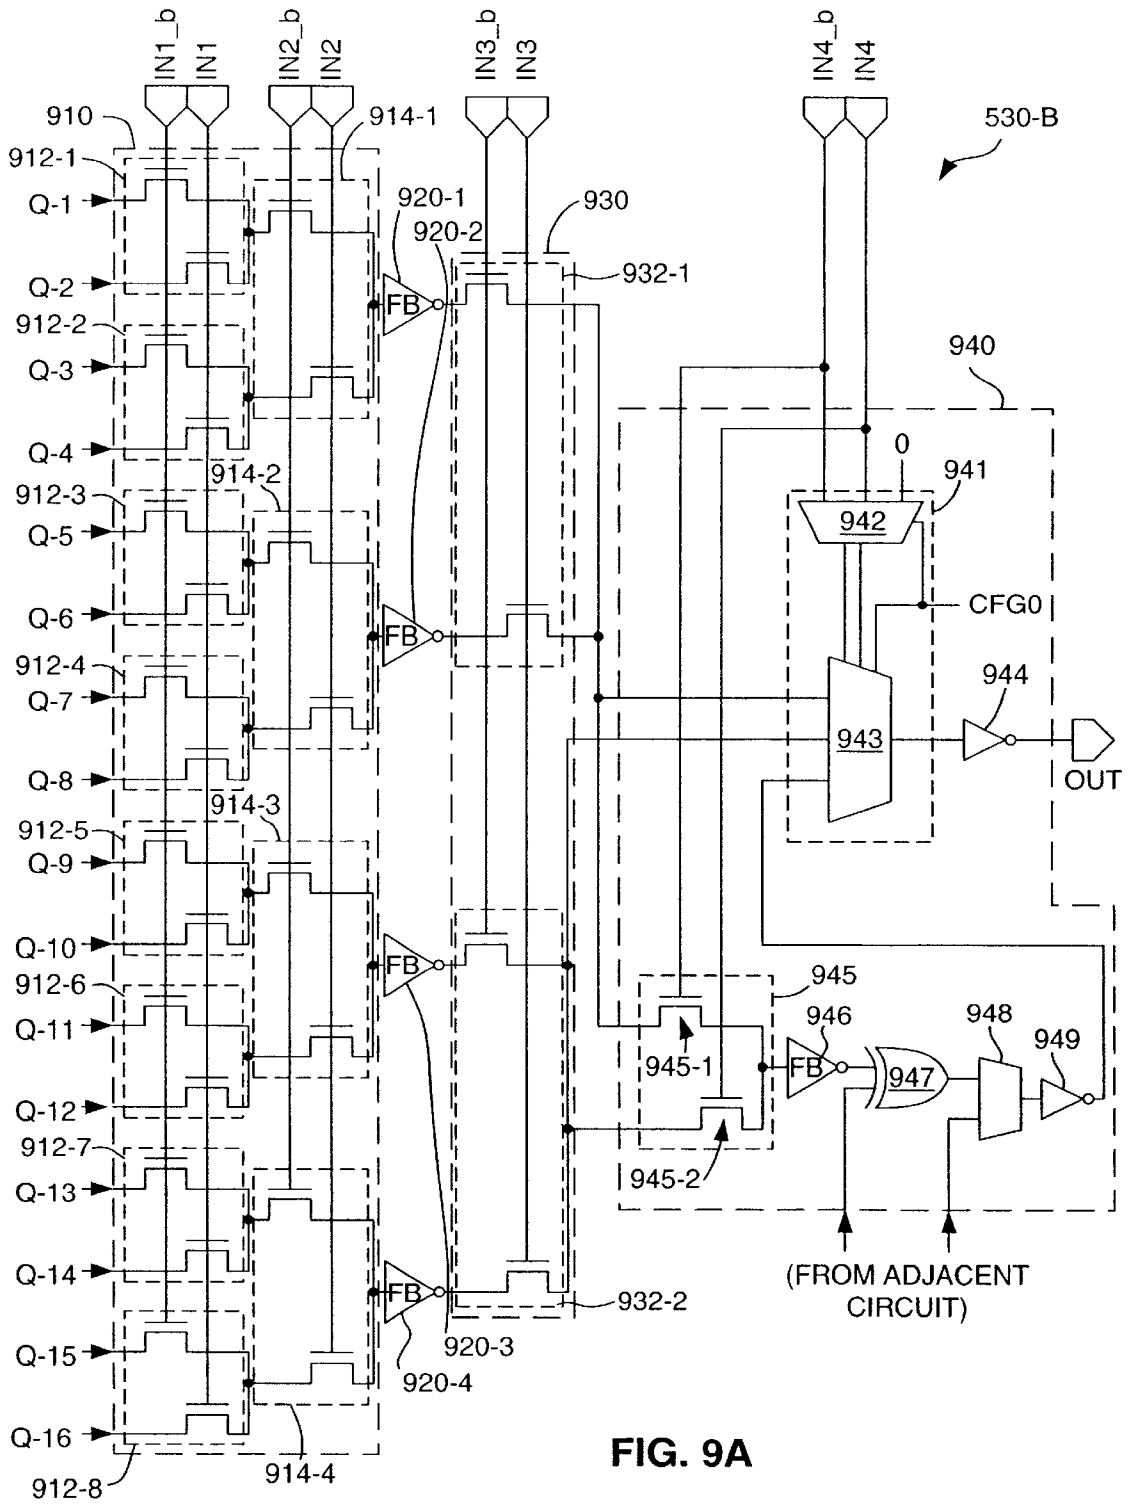 IN1_b
IN1
IN2_b
IN2
IN3_b
IN3
IN4_b
IN4
910
914-1
530-B
912-1
Q-1
920-1
920-2
930
932-1
Q-2
912-2
Q-3
940
Q-4
914-2
0
941
912-3
Q-5
942
Q-6
FB
FB
CFG0
912-4
Q-7
944
943
Q-8
OUT
914-3
912-5
Q-9
Q-10
FB
945
912-6
Q-11
946
948
949
FB
947
945-1
Q-12
912-7
945-2
Q-13
Q-14
FB
(FROM ADJACENT
CIRCUIT)
932-2
Q-15
920-3
920-4
Q-16
912-8
914-4
FIG. 9A